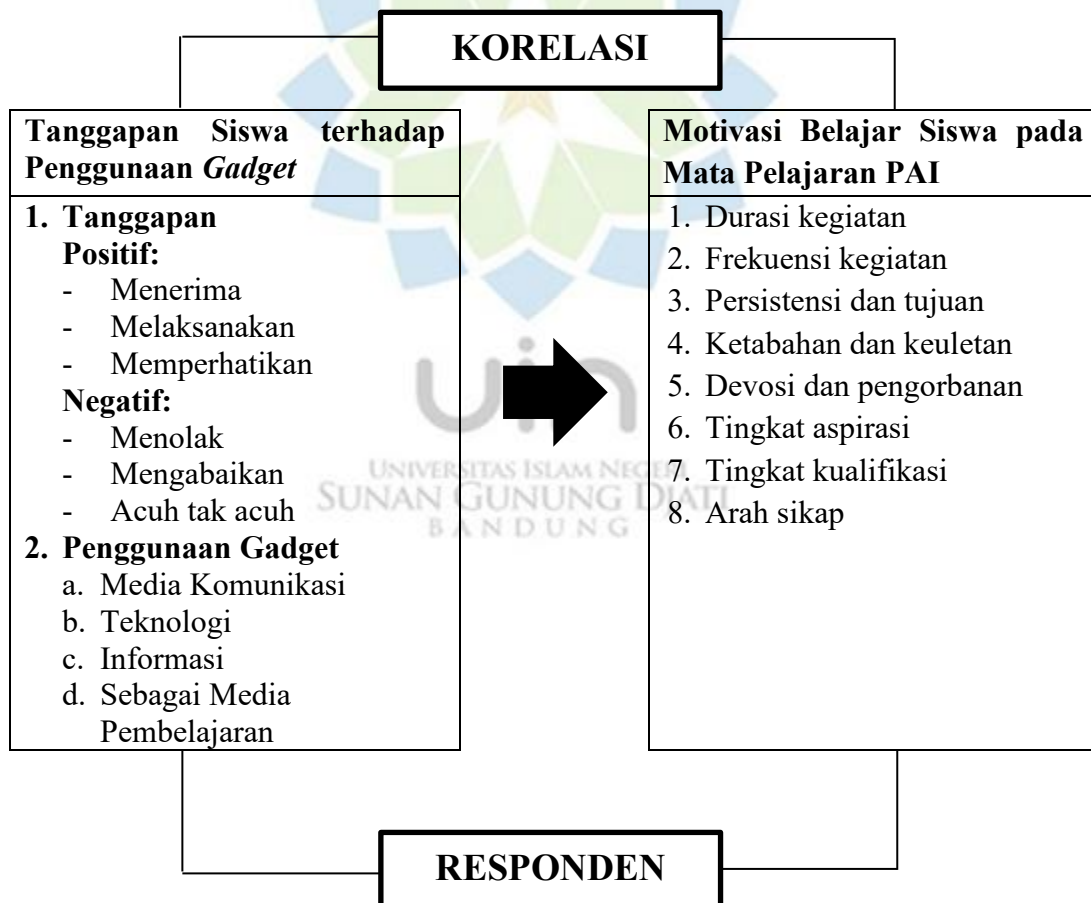 KORELASI
Tanggapan Siswa terhadap
Penggunaan Gadget
1. Tanggapan
Positif:
- Menerima
- Melaksanakan
- Memperhatikan
Negatif:
- Menolak
- Mengabaikan
- Acuh tak acuh
2. Penggunaan Gadget
a. Media Komunikasi
b. Teknologi
c. Informasi
d. Sebagai Media
Pembelajaran
uin
UNIVERSITAS ISLAM NEGERI
SUNAN GUNUNG DJATI
BANDUNG
Motivasi Belajar Siswa pada
Mata Pelajaran PAI
1. Durasi kegiatan
2. Frekuensi kegiatan
3. Persistensi dan tujuan
4. Ketabahan dan keuletan
5. Devosi dan pengorbanan
6. Tingkat aspirasi
7. Tingkat kualifikasi
8. Arah sikap
RESPONDEN